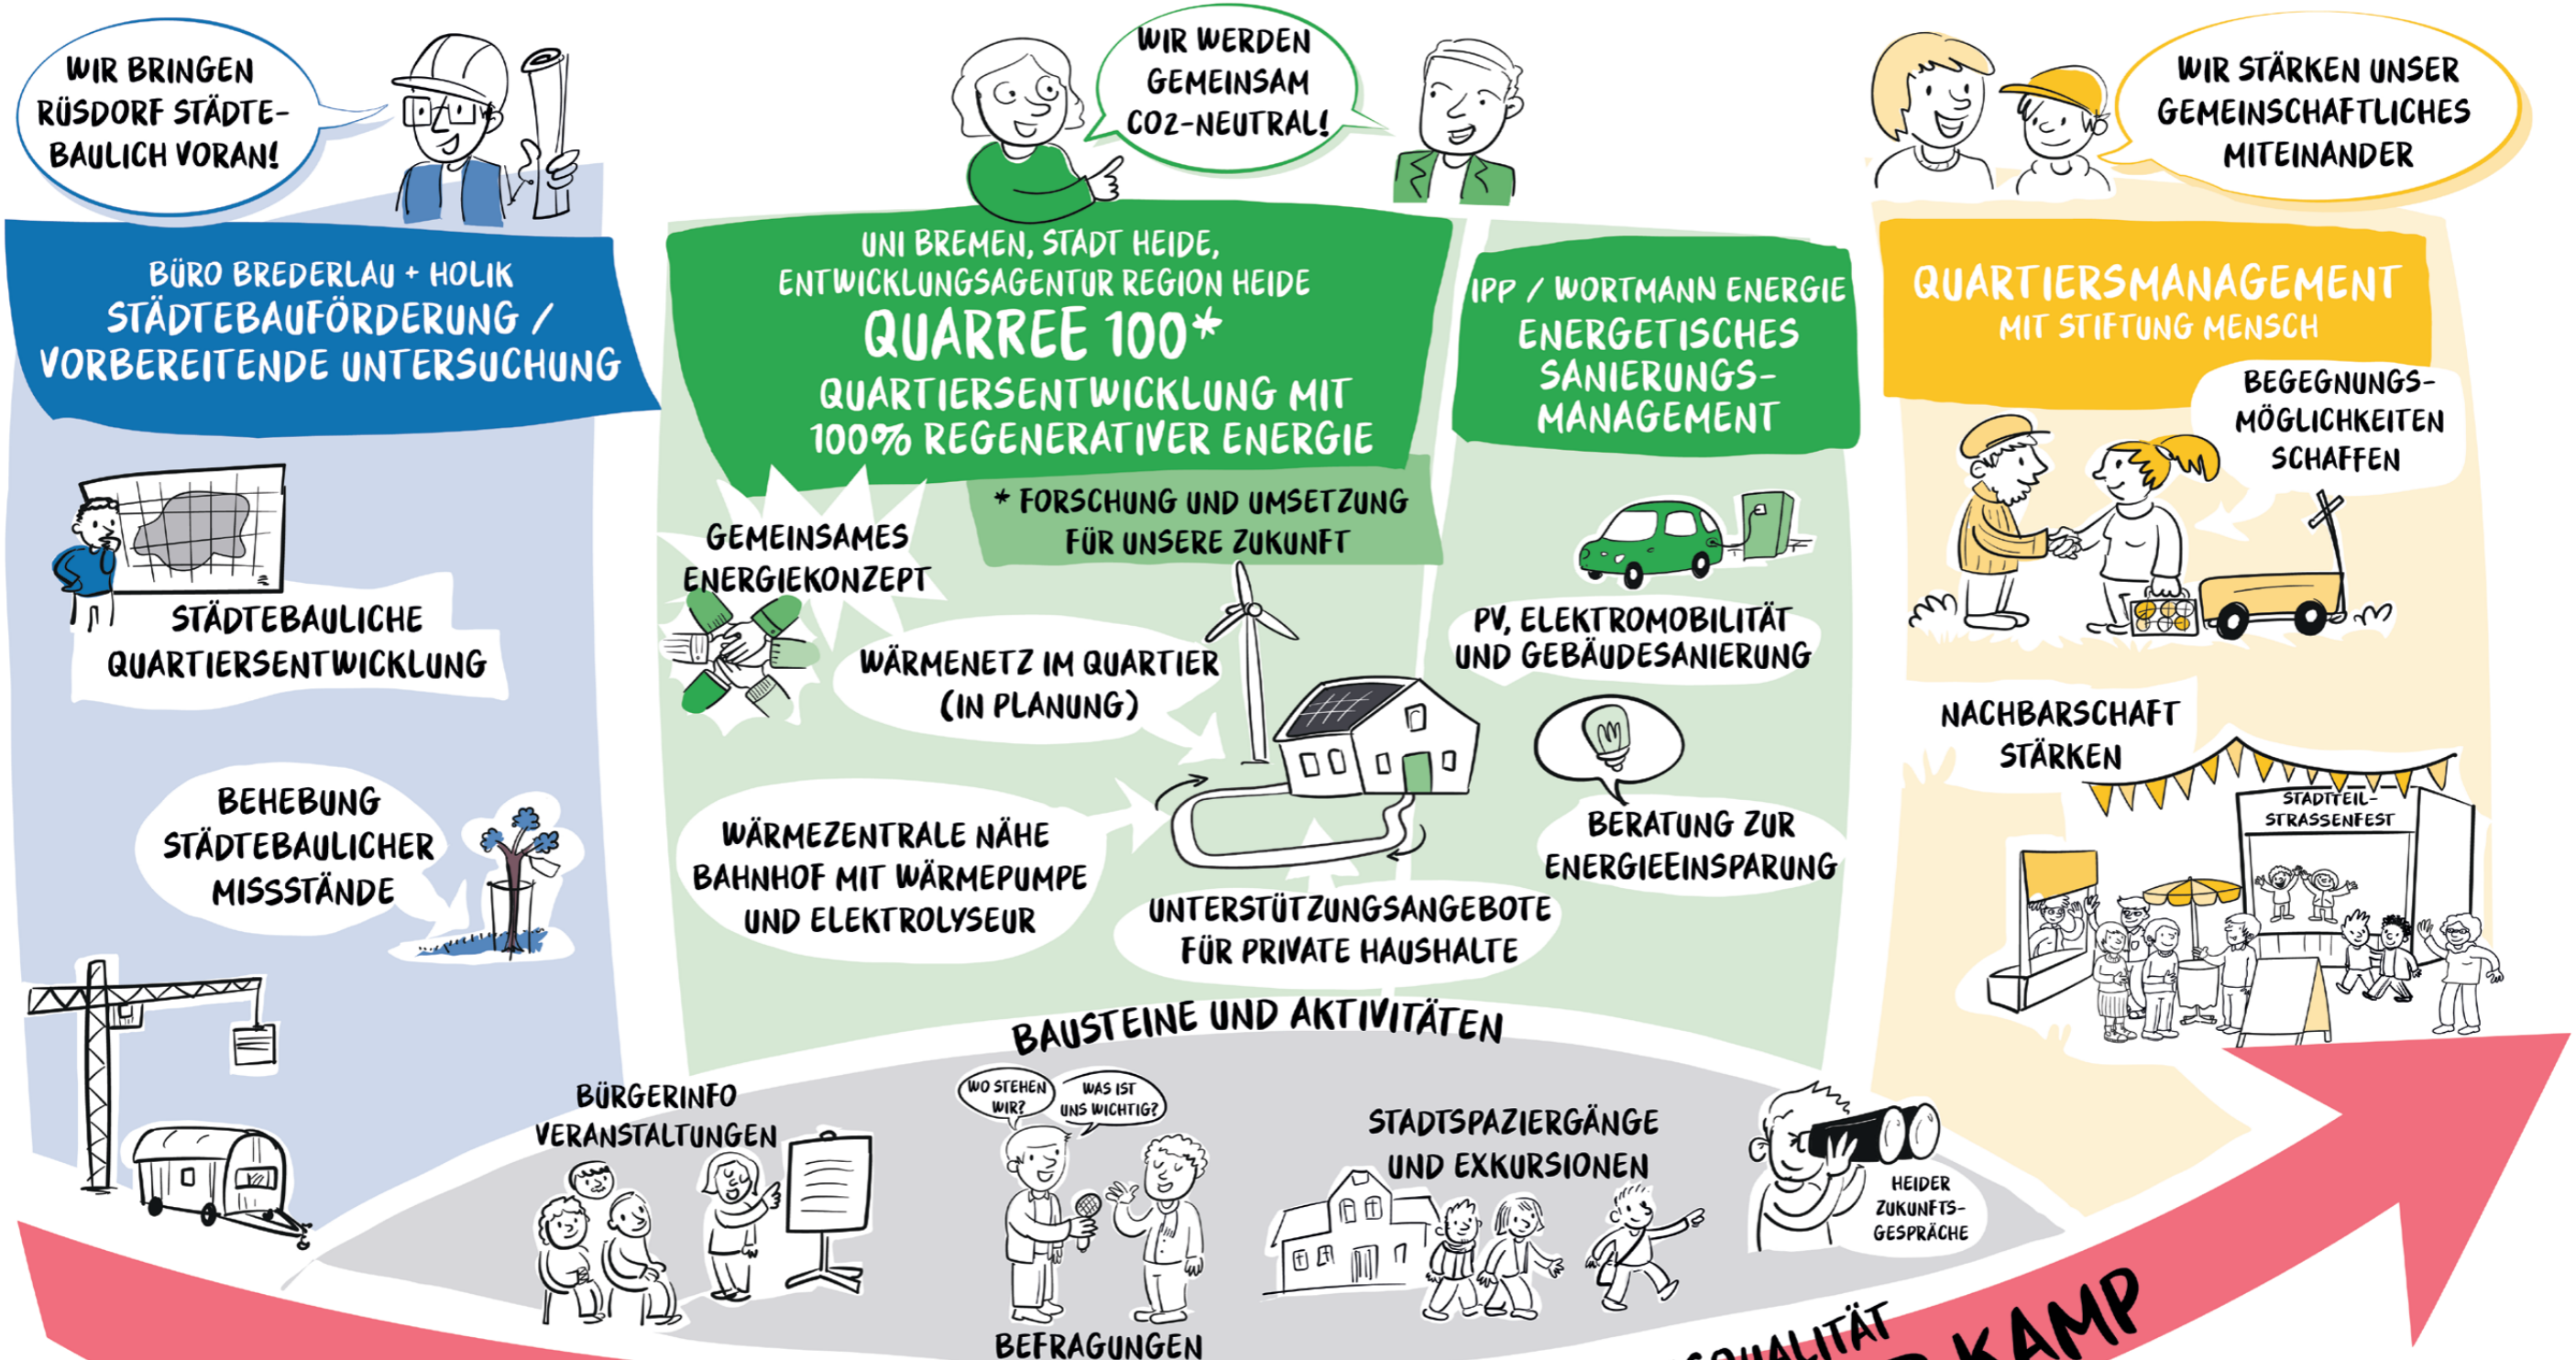 WIR BRINGEN
RÜSDORF STÄDTE-
BAULICH VORAN!
WIR WERDEN
GEMEINSAM
CO2-NEUTRAL!
WIR STÄRKEN UNSER
GEMEINSCHAFTLICHES
MITEINANDER
BÜRO BREDERLAU + HOLIK
STÄDTEBAUFÖRDERUNG /
VORBEREITENDE UNTERSUCHUNG
STÄDTEBAULICHE
QUARTIERSENTWICKLUNG
BEHEBUNG
STÄDTEBAULICHER
MISSSTÄNDE
UNI BREMEN, STADT HEIDE,
ENTWICKLUNGSAGENTUR REGION HEIDE
QUARREE 100*
QUARTIERSENTWICKLUNG MIT
100% REGENERATIVER ENERGIE
* FORSCHUNG UND UMSETZUNG
FÜR UNSERE ZUKUNFT
GEMEINSAMES
ENERGIEKONZEPT
WÄRMENETZ IM QUARTIER
(IN PLANUNG)
WÄRMEZENTRALE NÄHE
BAHNHOF MIT WÄRMEPUMPE
UND ELEKTROLYSEUR
UNTERSTÜTZUNGSANGEBOTE
FÜR PRIVATE HAUSHALTE
IPP / WORTMANN ENERGIE
ENERGETISCHES
SANIERUNGS-
MANAGEMENT
PV, ELEKTROMOBILITÄT
UND GEBÄUDESANIERUNG
BERATUNG ZUR
ENERGIEEINSPARUNG
QUARTIERSMANAGEMENT
MIT STIFTUNG MENSCH
BEGEGNUNGS-
MÖGLICHKEITEN
SCHAFFEN
NACHBARSCHAFT
STÄRKEN
STADTTEIL-
STRASSENFEST
BAUSTEINE UND AKTIVITÄTEN
BÜRGERINFO
VERANSTALTUNGEN
WO STEHEN
WIR?
WAS IST
UNS WICHTIG?
BEFRAGUNGEN
STADTSPAZIERGÄNGE
UND EXKURSIONEN
HEIDER
ZUKUNFTS-
GESPRÄCHE
KAMP